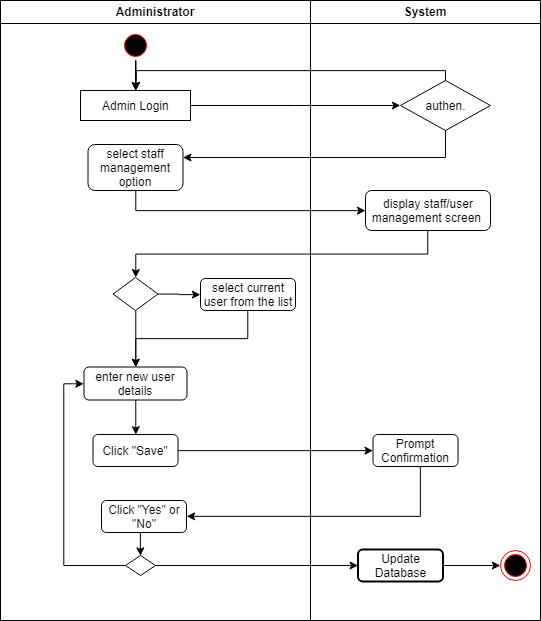 Administrator
System
Admin Login
authen.
select staff
management
option
display staff/user
management screen
select current
user from the list
enter new user
details
Click "Save"
Prompt
Confirmation
Click "Yes" or
"No"
Update
Database